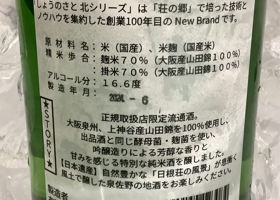 しょうのさと 北シリーズ」は「荘の郷」で培った技術と
ノウハウを集約した創業100年目の New Brand です。
原材料名：米（国産）、米麹（国産米）
精米歩合：麹米70％（大阪産山田錦100％）
：掛米70％（大阪産山田錦100％）
アルコール分：16.6度
製造年月：2024.-6
正規取扱店限定流通酒。
STORY
大阪泉州、上神谷産山田錦を100％使用し、
出品酒と同じ酵母菌・麹菌を使い、
吟醸造りによる芳醇な香りと
甘みを感じる特別な純米酒を醸しました。
【日本遺産】自然豊かな「日根荘の風景」が息吹く
風土で醸した泉佐野の地酒をお楽しみください。
製造者